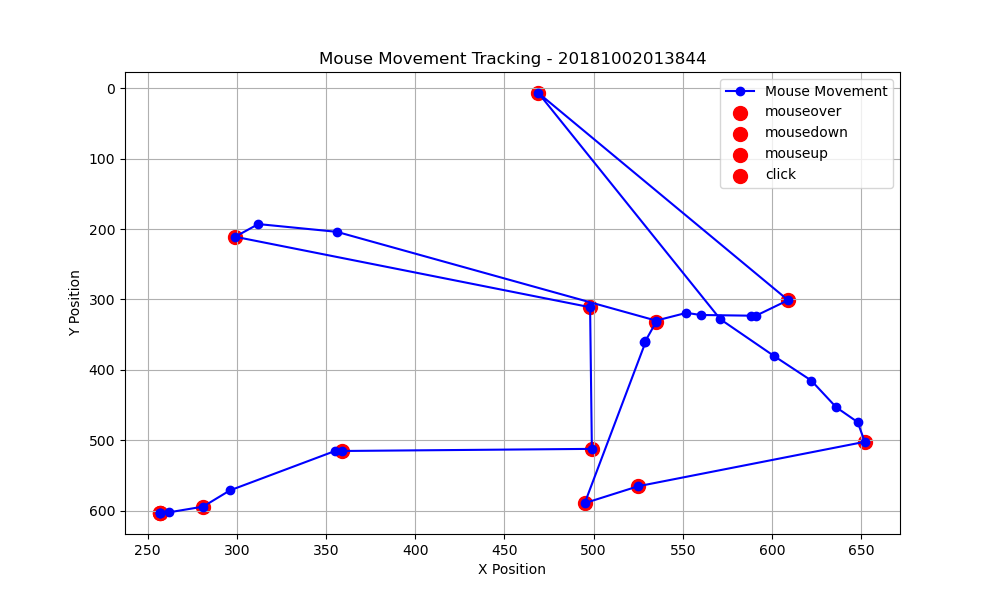 Mouse Movement Tracking - 20181002013844
Mouse Movement
mouseover
mousedown
mouseup
click
Y Position
0
100
200
300
400
500
600
250 300 350 400 450 500 550 600 650
X Position